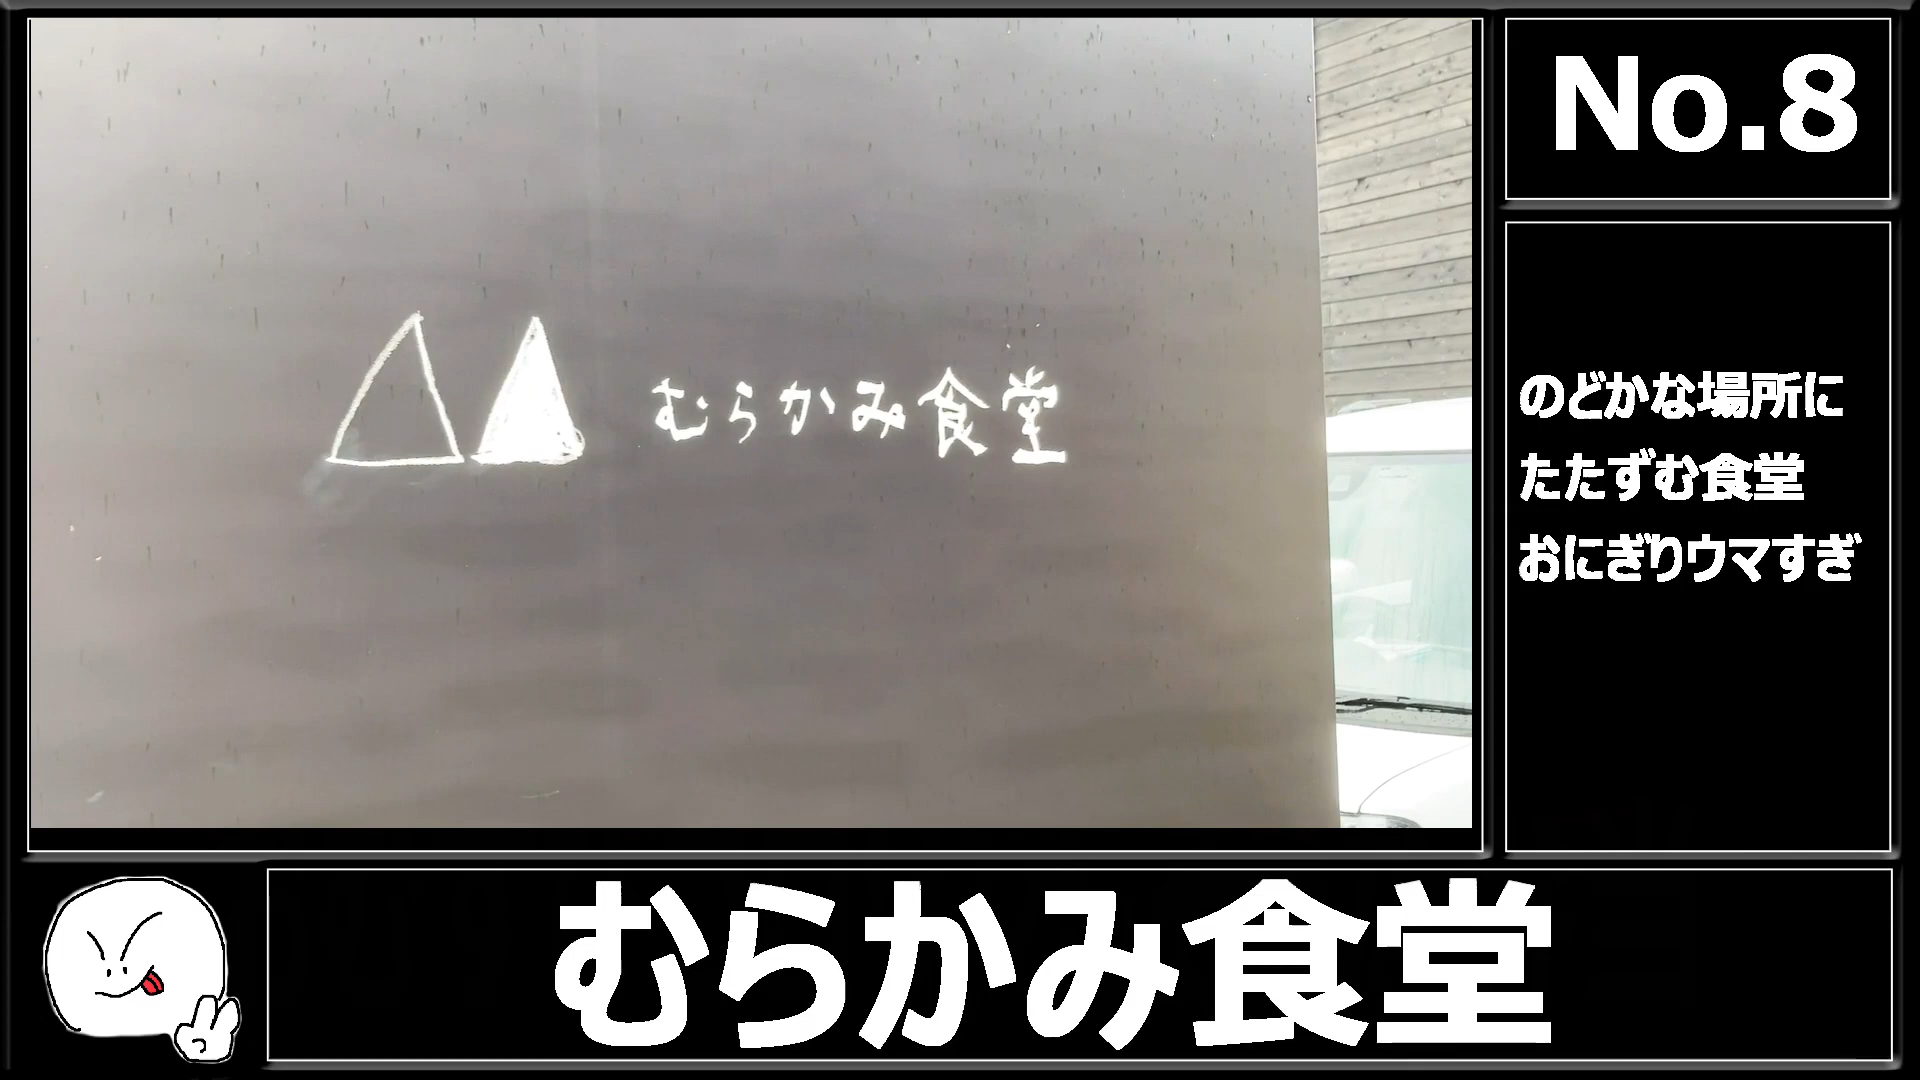 むらかみ食堂
No.8
のどかな場所に
たたずむ食堂
おにぎりウマすぎ
むらかみ食堂